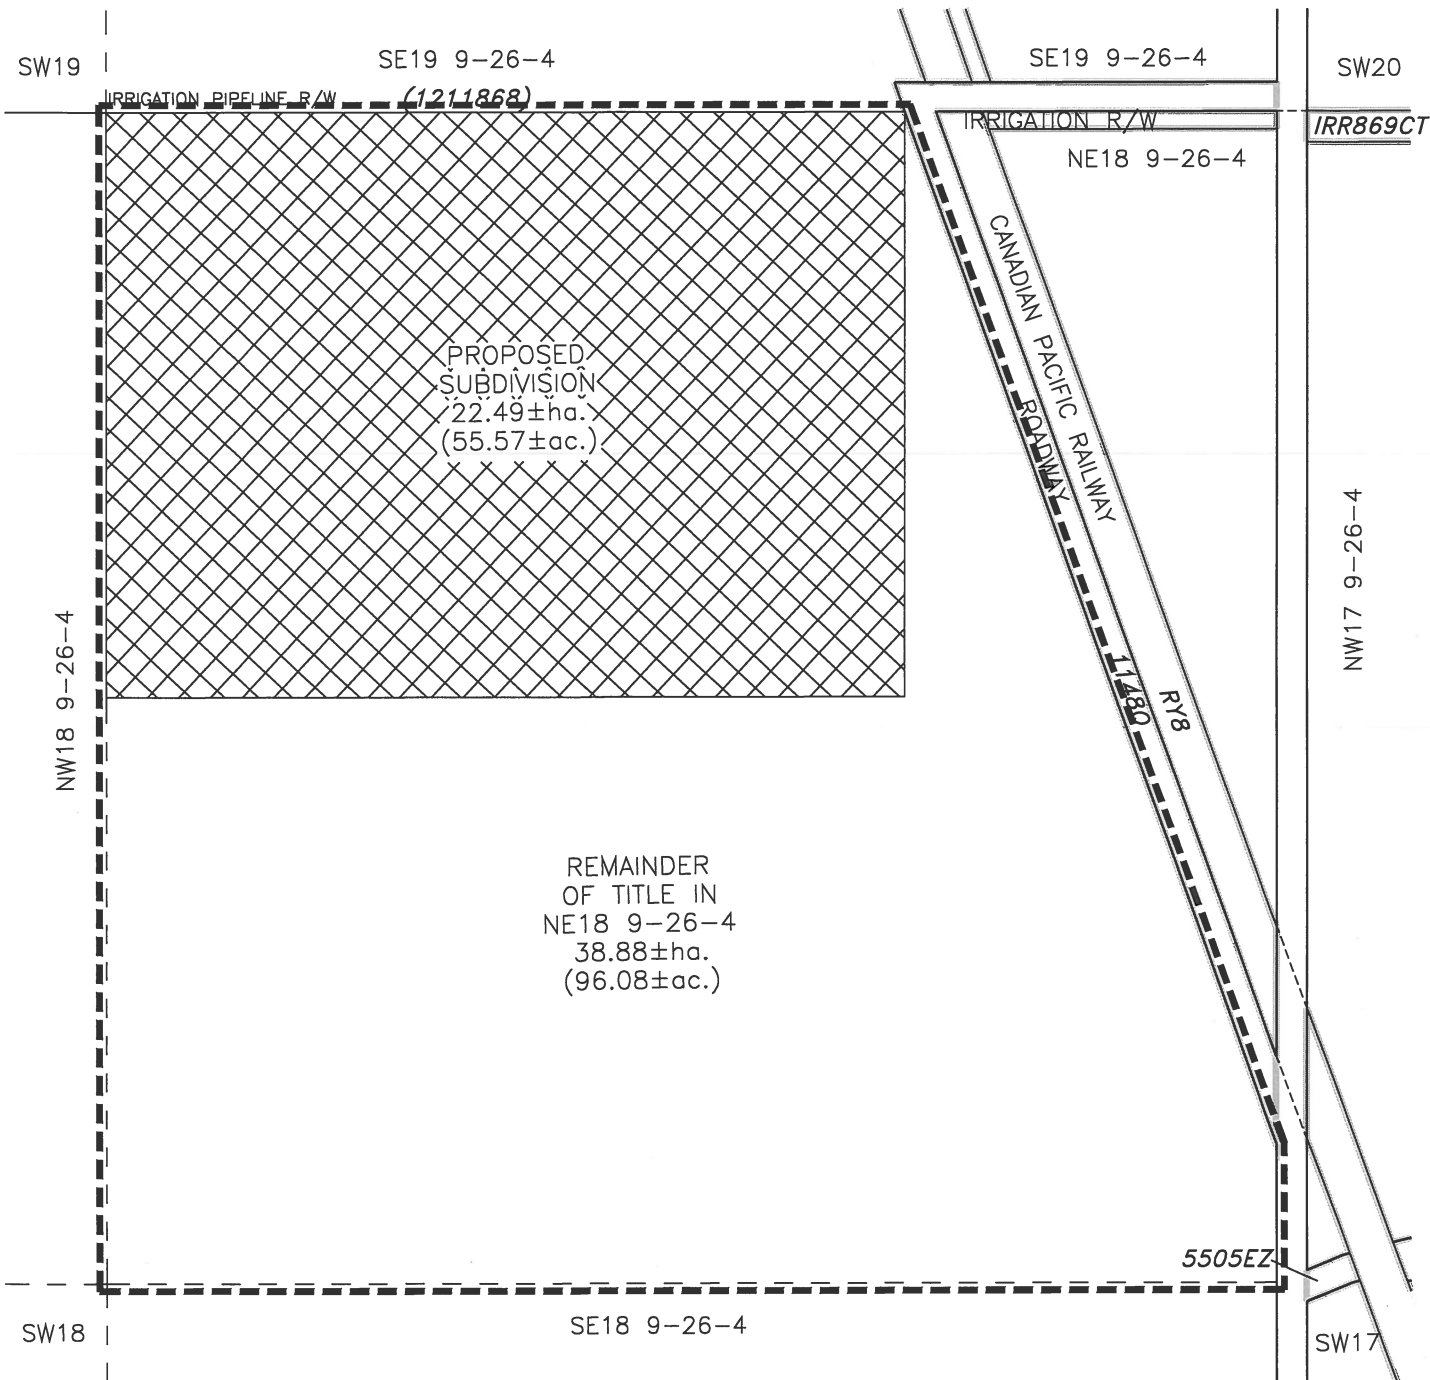 SW19
SE19 9-26-4
SE19 9-26-4
SW20
IRRIGATION PIPELINE R/W (1211868)
IRRIGATION R/W
IRR869CT
NE18 9-26-4
CANADIAN PACIFIC RAILWAY
PROPOSED
SUBDIVISION
22.49±ha.
(55.57±ac.)
ROADWAY
NW17 9-26-4
NW18 9-26-4
1148Q
RY8
REMAINDER
OF TITLE IN
NE18 9-26-4
38.88±ha.
(96.08±ac.)
5505EZ
SW18
SE18 9-26-4
SW17